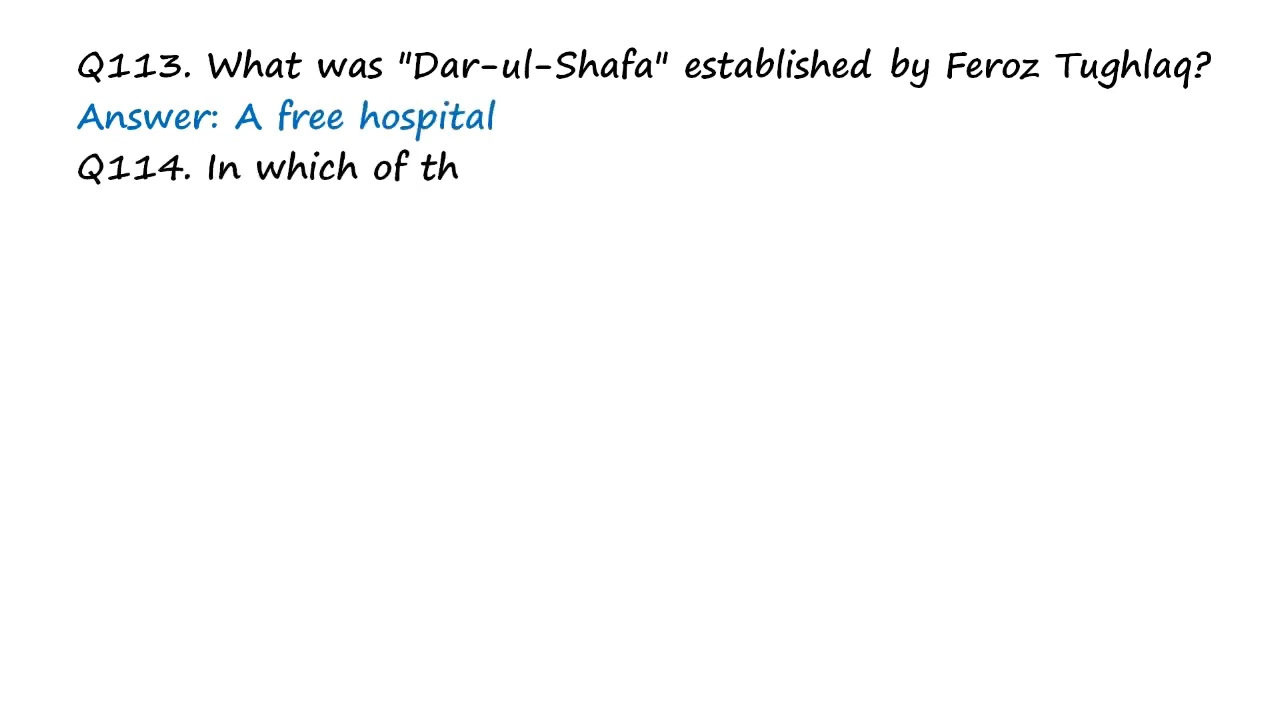 Q113. What was "Dar-ul-Shafa" established by Feroz Tughlaq?
Answer: A free hospital
Q114. In which of th